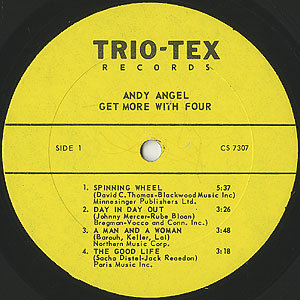 TRIO-TEX
RECORDS
ANDY ANGEL
GET MORE WITH FOUR
SIDE 1
CS 7307
1. SPINNING WHEEL 5:37
(David C. Thomas-Blackwood Music Inc)
Minnesinger Publishers Ltd.
2. DAY IN DAY OUT 3:26
(Johnny Mercer-Rube Bloan)
Bregman-Vocco and Conn. Inc.)
3. A MAN AND A WOMAN 3:48
(Barouh, Keller, Lai)
Northern Music Corp.
4. THE GOOD LIFE 3:18
(Sacha Distel-Jack Reaedon)
Paris Music Inc.